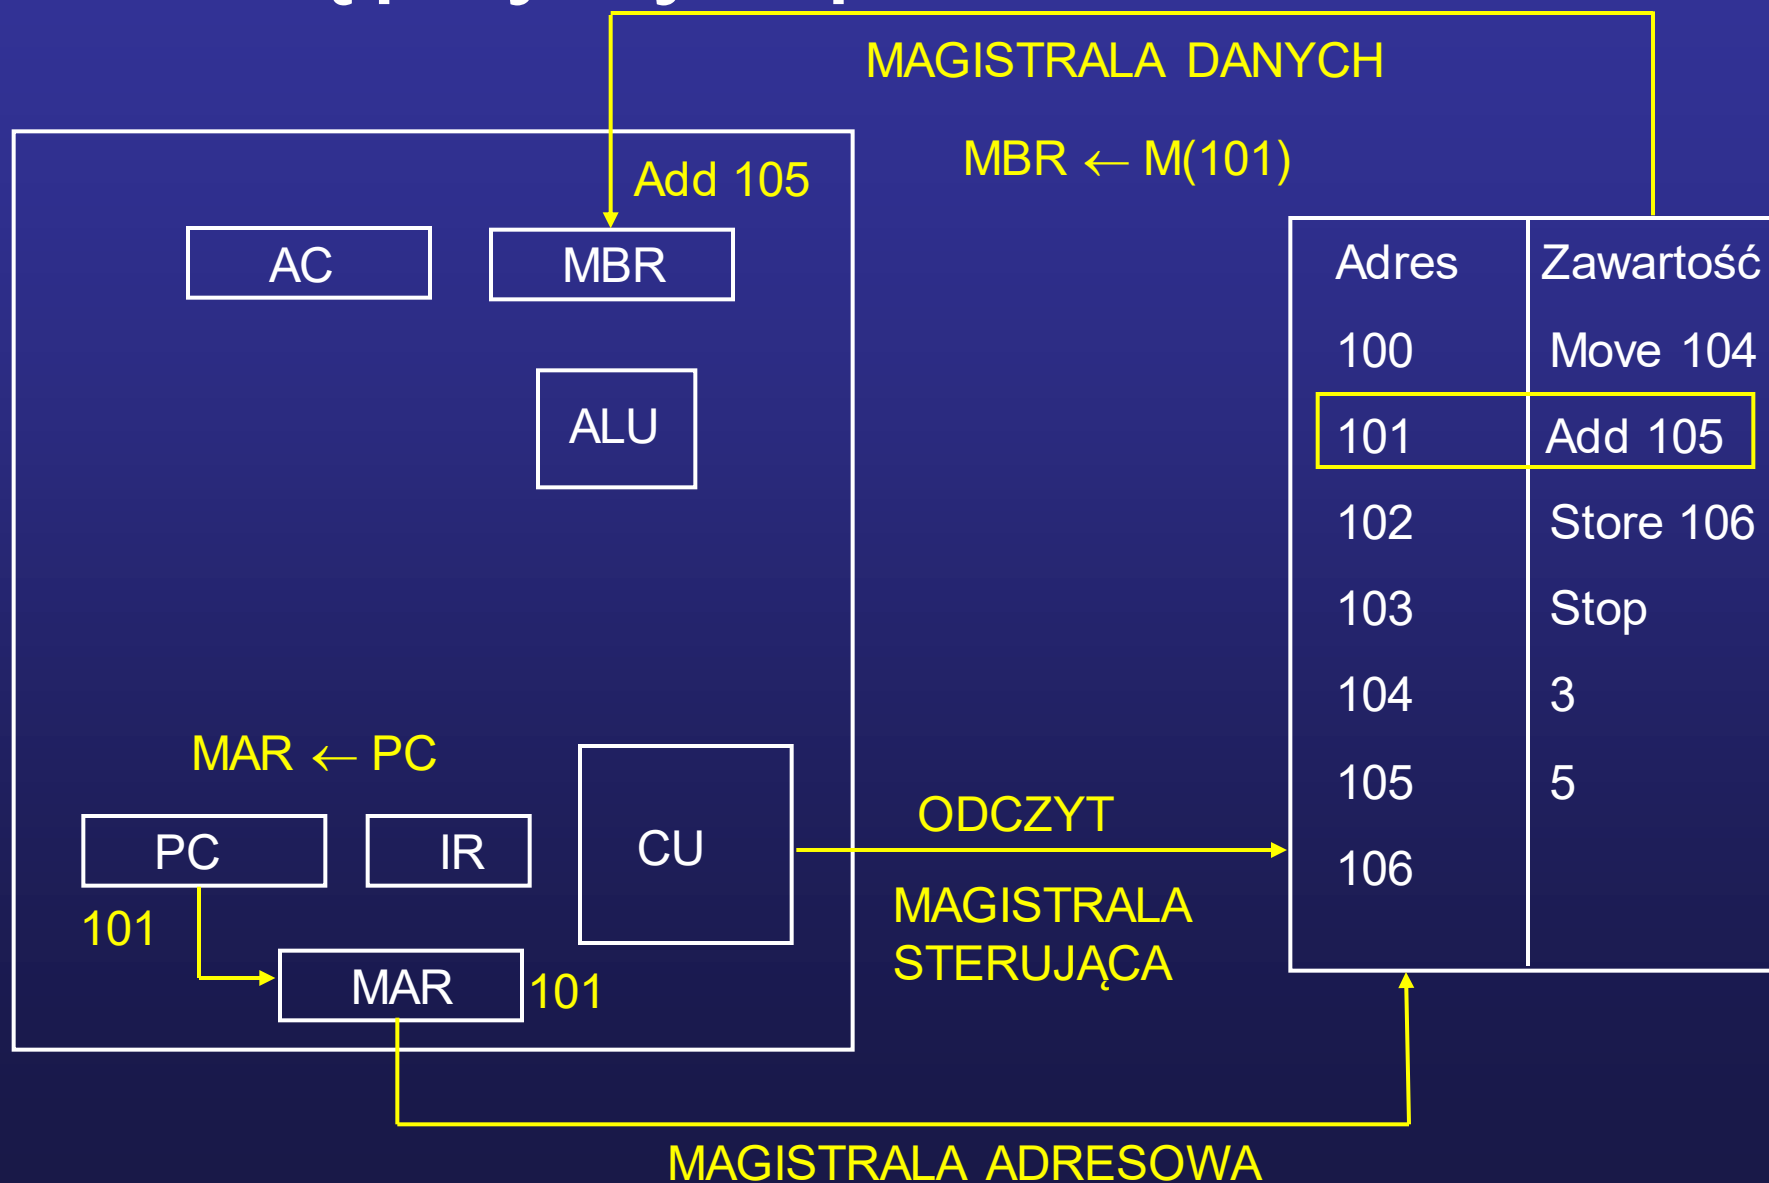 MAGISTRALA DANYCH
MBR ← M(101)
Add 105
AC
MBR
ALU
Adres Zawartość
100 Move 104
101 Add 105
102 Store 106
103 Stop
104 3
105 5
106
MAR ← PC
PC
IR
CU
101
MAR
101
ODCZYT
MAGISTRALA
STERUJĄCA
MAGISTRALA ADRESOWA